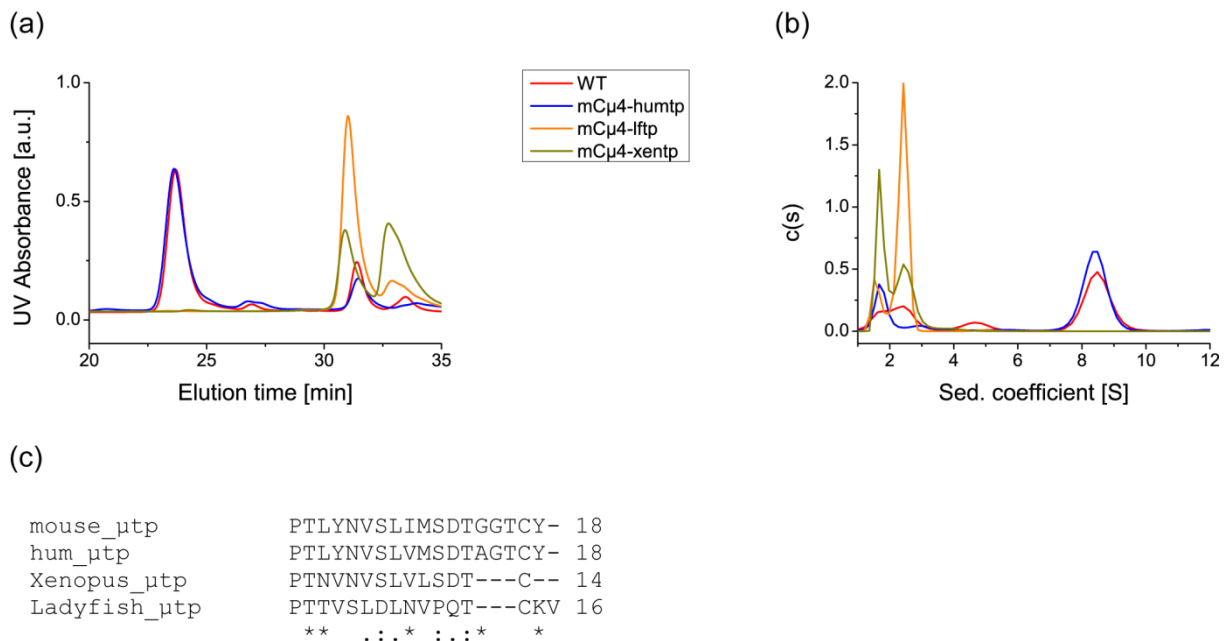 (a)
1.0
0.5
0.0
UV Absorbance [a.u.]
20 25 30 35
Elution time [min]
WT
mCµ4-humtp
mCµ4-lftp
mCµ4-xentp
(b)
2.0
1.5
1.0
0.5
0.0
c(s)
2 4 6 8 10 12
Sed. coefficient [S]
(c)
mouse_µtp PTLYNVSLIMSDTGGTCY- 18
hum_µtp PTLYNVSLVMSDTAGTCY- 18
Xenopus_µtp PTNVNVSLVLSDT---C-- 14
Ladyfish_µtp PTTVSLDLNVPQT---CKV 16
** .:.* :.:* *